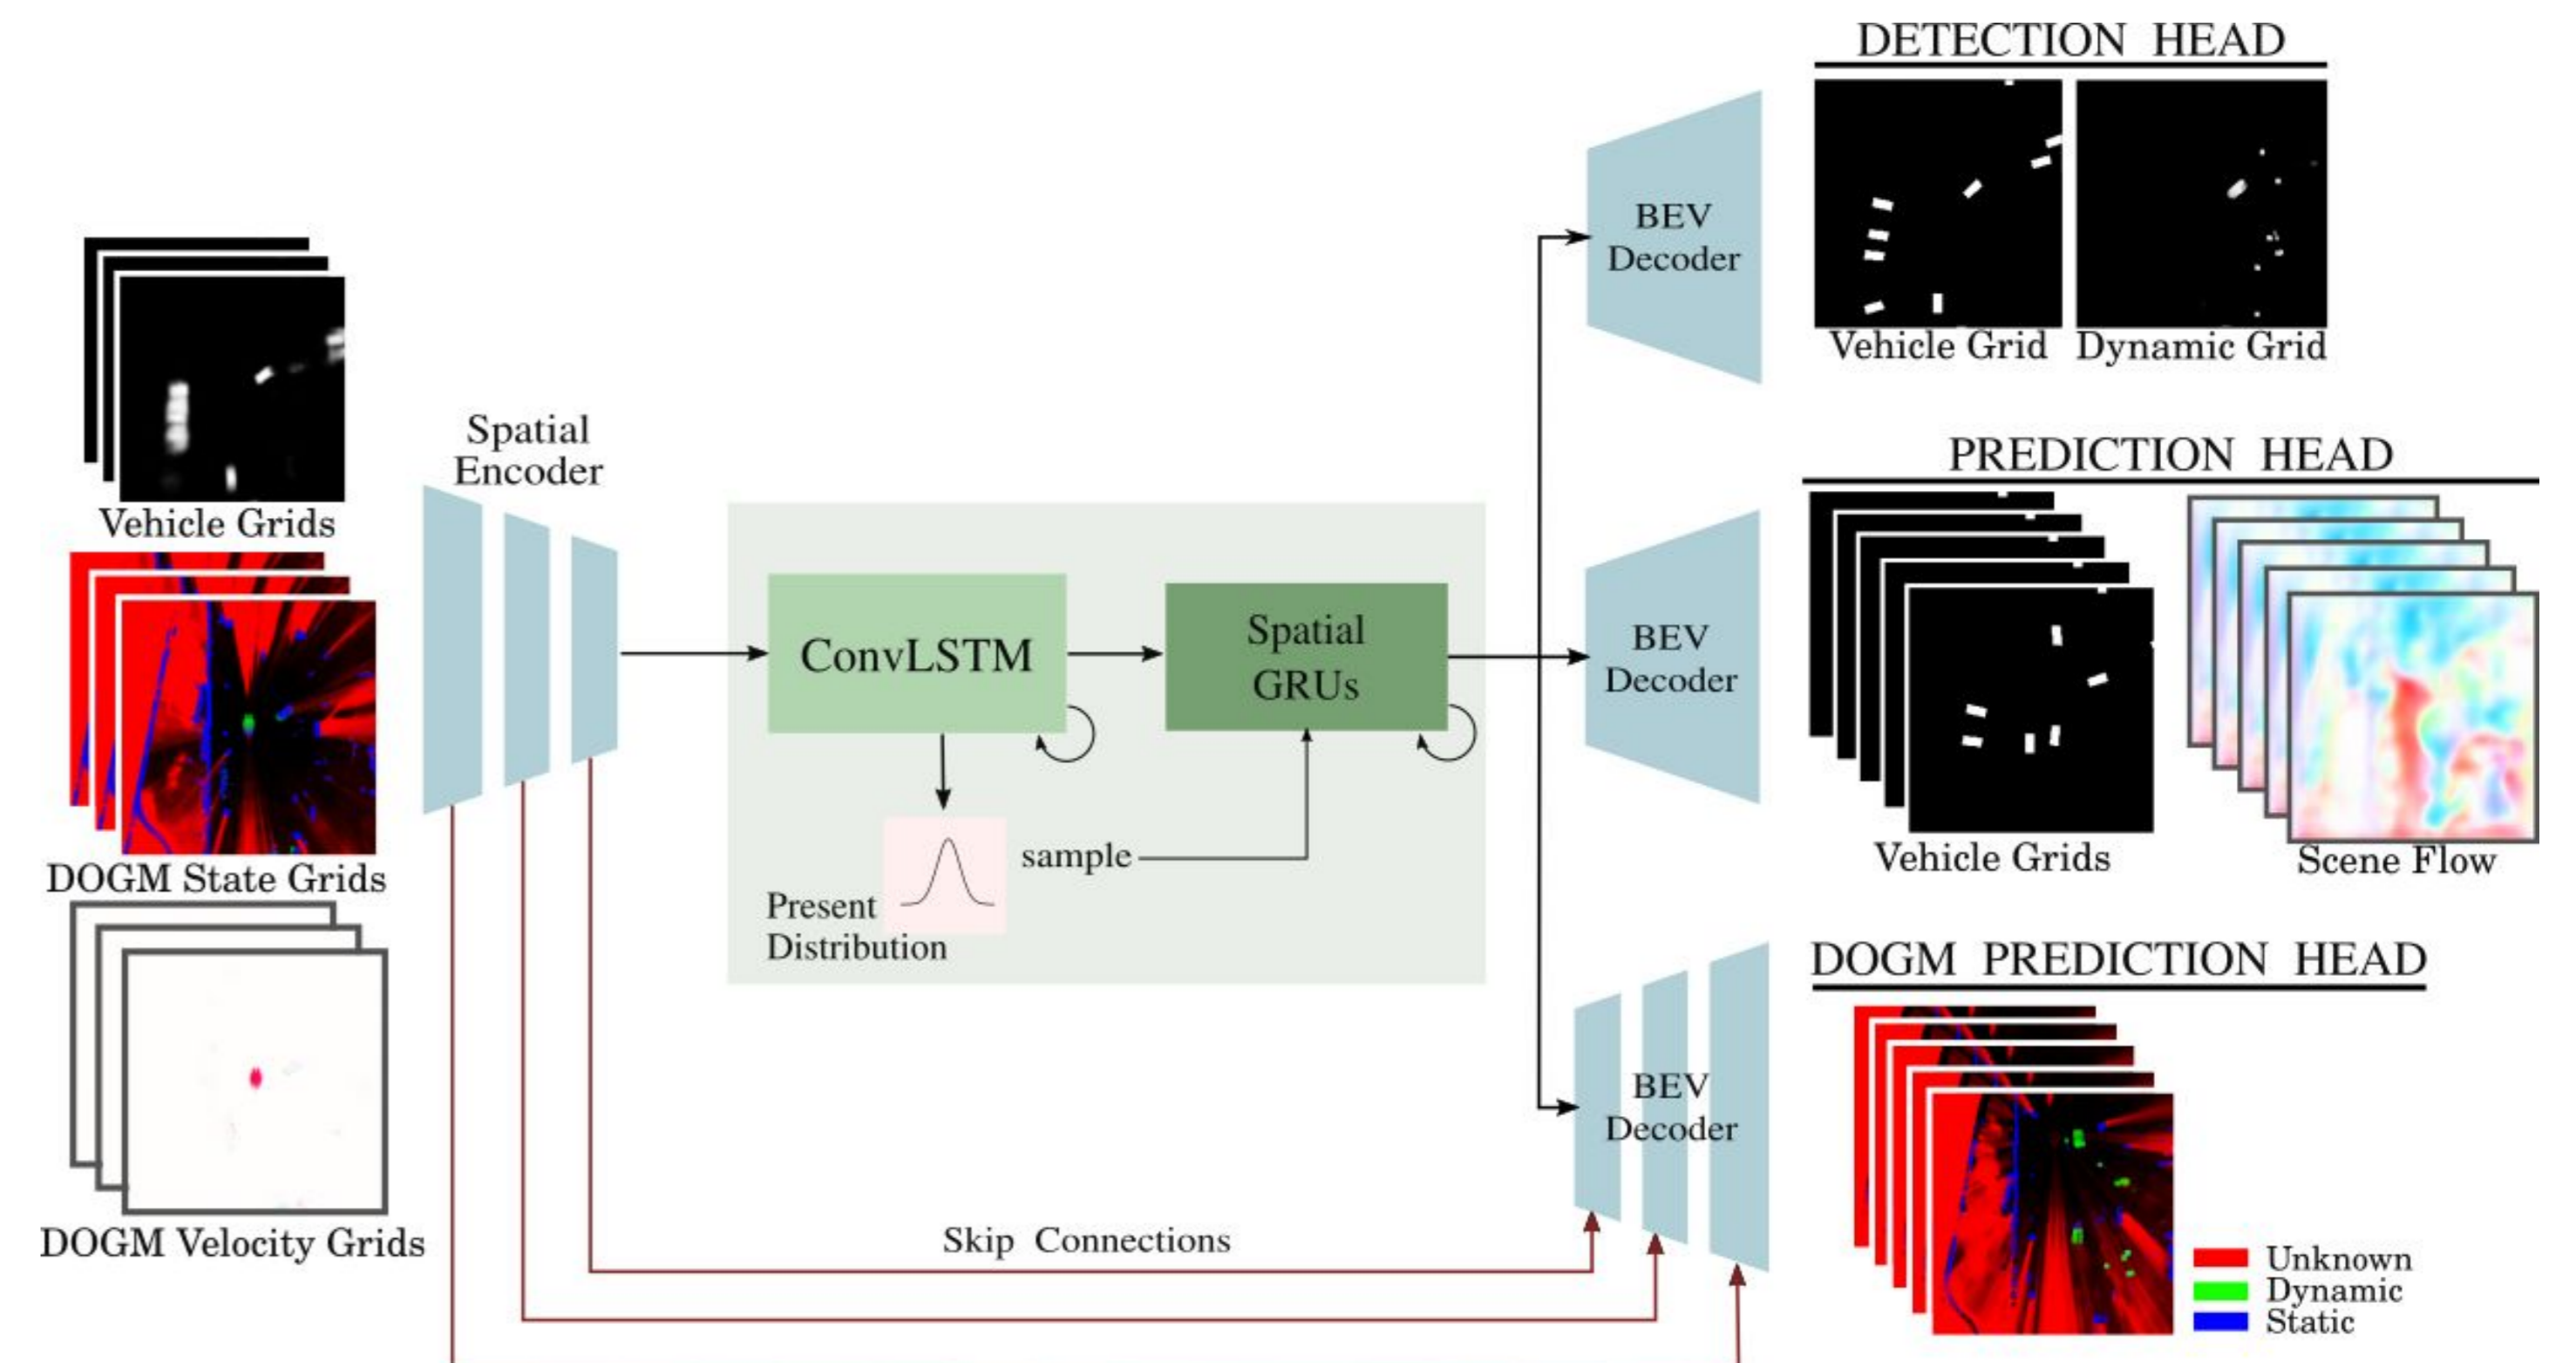 Vehicle Grids
DOGM State Grids
DOGM Velocity Grids
Spatial
Encoder
ConvLSTM
Spatial
GRUs
sample
Present
Distribution
Skip Connections
BEV
Decoder
DETECTION HEAD
Vehicle Grid
Dynamic Grid
BEV
Decoder
PREDICTION HEAD
Vehicle Grids
Scene Flow
BEV
Decoder
DOGM PREDICTION HEAD
Unknown
Dynamic
Static